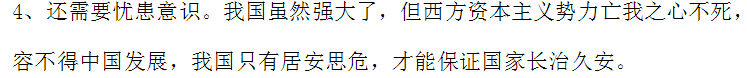 4、还需要忧患意识。我国虽然强大了，但西方资本主义势力亡我之心不死，
容不得中国发展，我国只有居安思危，才能保证国家长治久安。